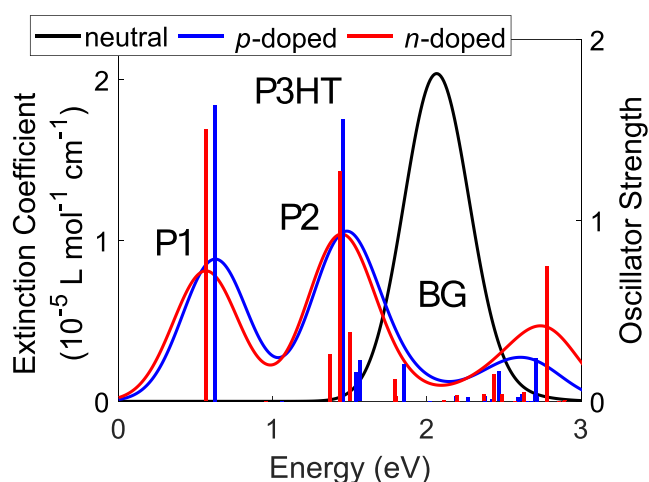 neutral p-doped n-doped
P3HT
P1
P2
BG
Extinction Coefficient
(10⁻⁵ L mol⁻¹ cm⁻¹)
0
1
2
Oscillator Strength
0
1
2
0 1 2 3
Energy (eV)